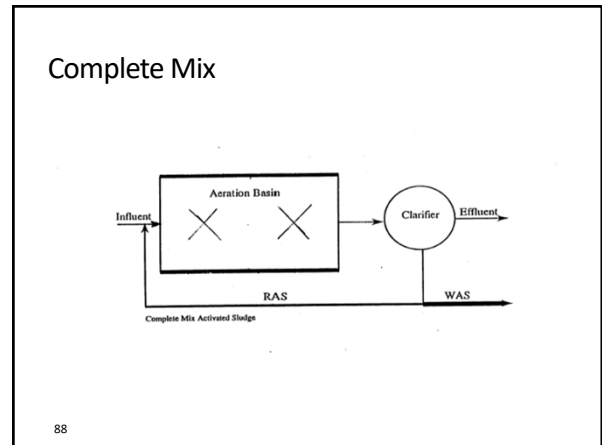 Complete Mix
Aeration Basin
Influent
Clarifier
Effluent
RAS
WAS
Complete Mix Activated Sludge
88